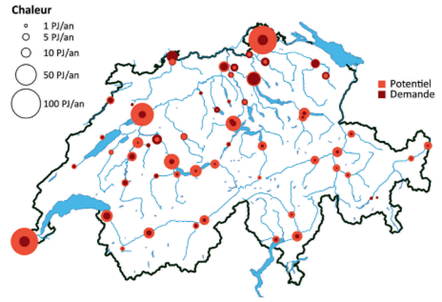 Chaleur
1 PJ/an
5 PJ/an
10 PJ/an
50 PJ/an
100 PJ/an
Potentiel
Demande